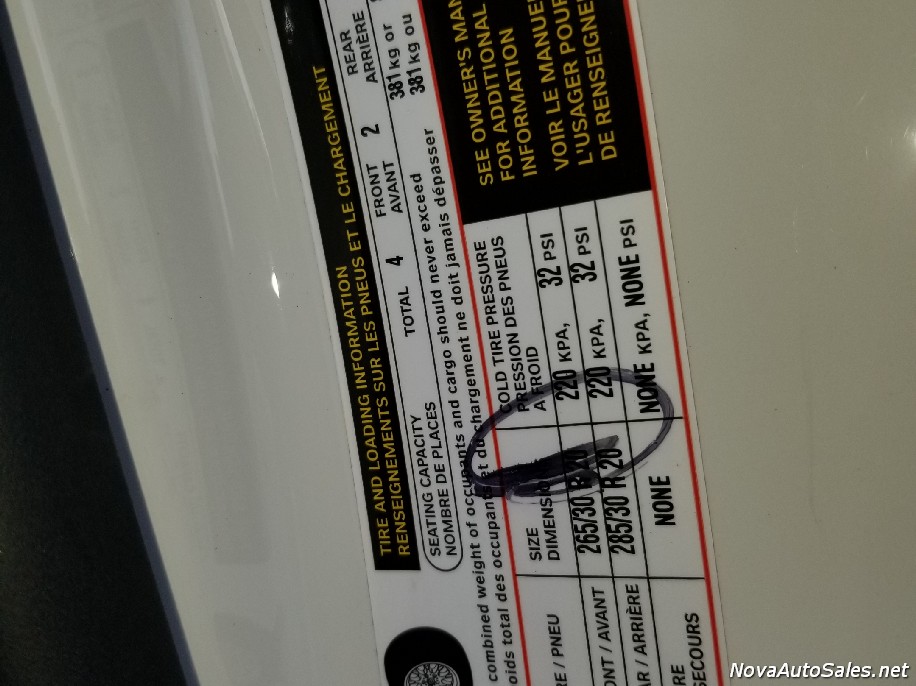 TIRE AND LOADING INFORMATION
RENSEIGNEMENTS SUR LES PNEUS ET LE CHARGEMENT
SEATING CAPACITY
NOMBRE DE PLACES
TOTAL 4
FRONT
AVANT 2
REAR
ARRIÈRE
combined weight of occupants and cargo should never exceed 381 kg or
oids total des occupants et du chargement ne doit jamais dépasser 381 kg ou
RE / PNEU
SIZE
DIMENSI
COLD TIRE PRESSURE
PRESSION DES PNEUS
A FROID
ONT / AVANT 265/30 R 20 220 KPA, 32 PSI
AR / ARRIÈRE 285/30 R 20 220 KPA, 32 PSI
RE
SECOURS NONE NONE KPA, NONE PSI
SEE OWNER'S MAN
FOR ADDITIONAL
INFORMATION
VOIR LE MANUE
L'USAGER POUR
DE RENSEIGNE
NovaAutoSales.net